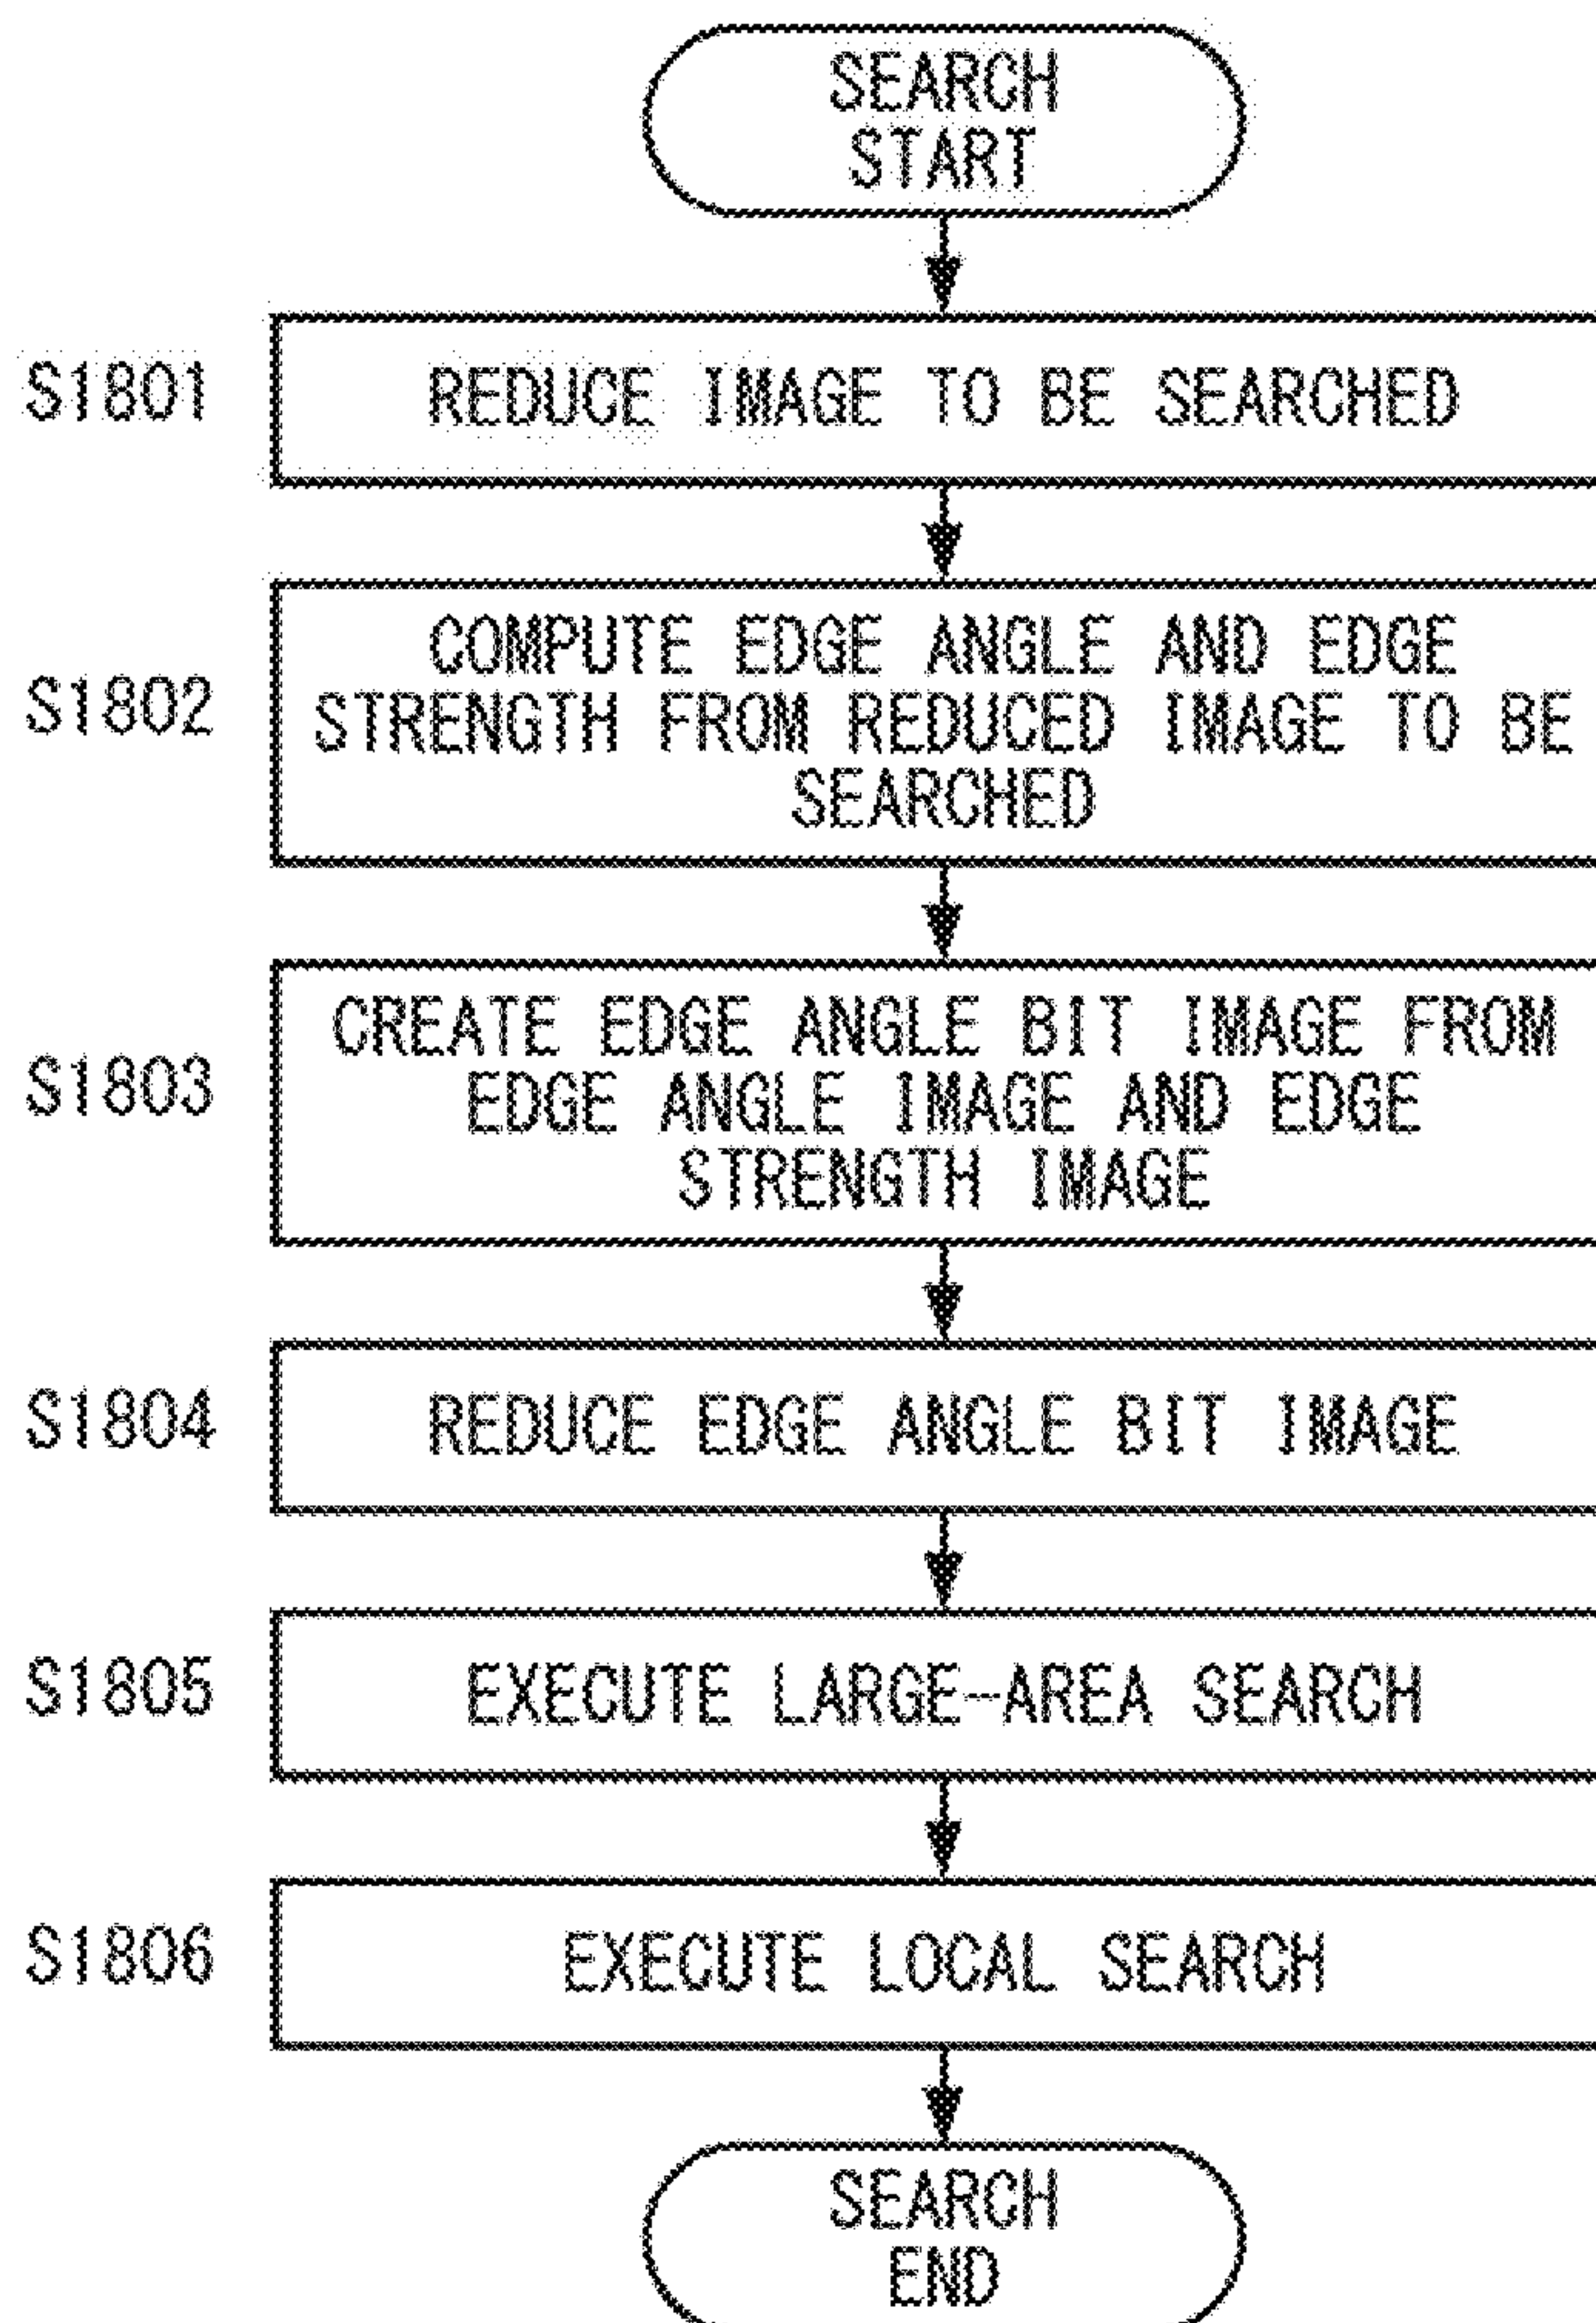 SEARCH
START
S1801
REDUCE IMAGE TO BE SEARCHED
S1802
COMPUTE EDGE ANGLE AND EDGE
STRENGTH FROM REDUCED IMAGE TO BE
SEARCHED
S1803
CREATE EDGE ANGLE BIT IMAGE FROM
EDGE ANGLE IMAGE AND EDGE
STRENGTH IMAGE
S1804
REDUCE EDGE ANGLE BIT IMAGE
S1805
EXECUTE LARGE-AREA SEARCH
S1806
EXECUTE LOCAL SEARCH
SEARCH
END